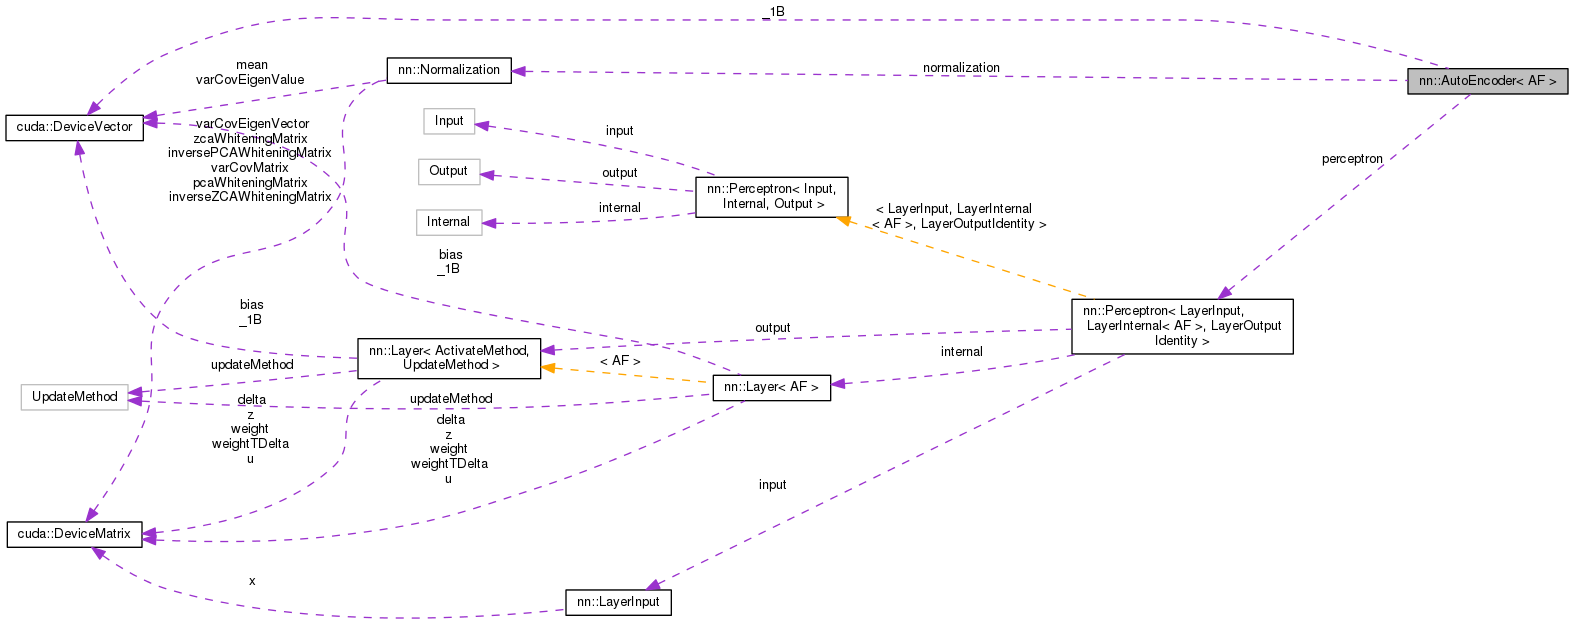 _1B
mean
varCovEigenValue
nn::Normalization
normalization
nn::AutoEncoder< AF >
cuda::DeviceVector
varCovEigenVector
zcaWhiteningMatrix
inversePCAWhiteningMatrix
varCovMatrix
pcaWhiteningMatrix
inverseZCAWhiteningMatrix
Input
input
Output
output
Internal
internal
nn::Perceptron< Input,
Internal, Output >
perceptron
< LayerInput, LayerInternal
< AF >, LayerOutputIdentity >
bias
_1B
bias
_1B
nn::Perceptron< LayerInput,
LayerInternal< AF >, LayerOutput
Identity >
output
internal
nn::Layer< ActivateMethod,
UpdateMethod >
< AF >
nn::Layer< AF >
updateMethod
UpdateMethod
updateMethod
delta
z
weight
weightTDelta
u
delta
z
weight
weightTDelta
u
input
cuda::DeviceMatrix
x
nn::LayerInput